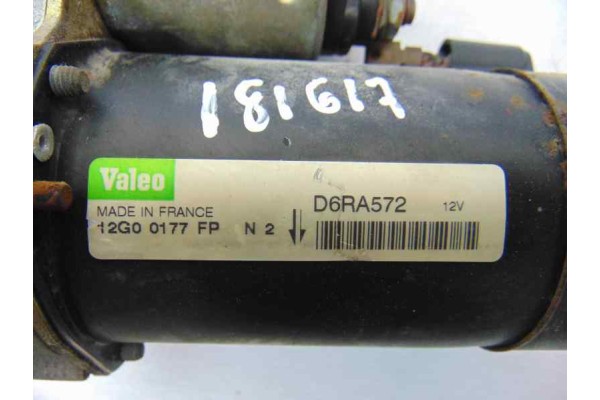 181617
Valeo
D6RA572 12V
MADE IN FRANCE
12G0 0177 FP N 2